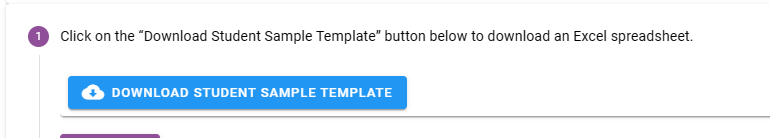 1 Click on the “Download Student Sample Template” button below to download an Excel spreadsheet.
DOWNLOAD STUDENT SAMPLE TEMPLATE